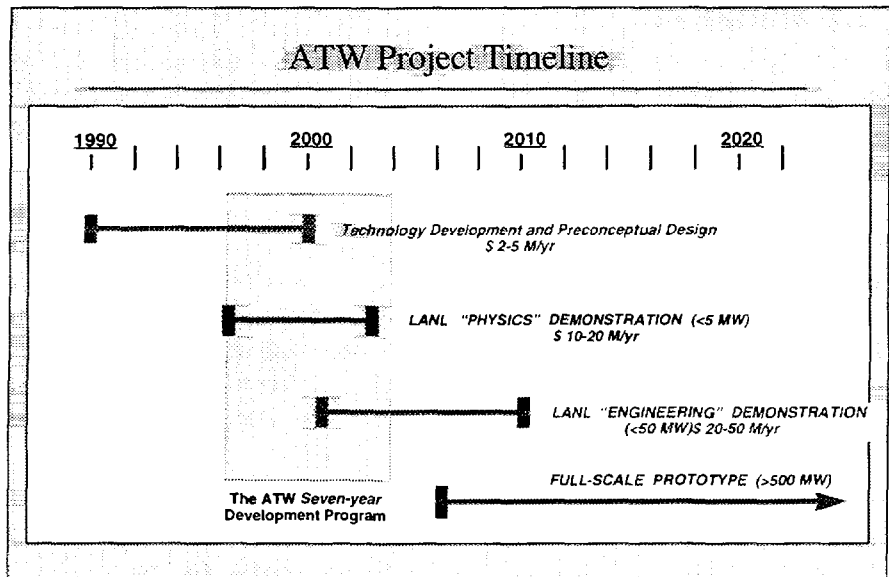 ATW Project Timeline
1990 2000 2010 2020
Technology Development and Preconceptual Design
$ 2-5 M/yr
LANL "PHYSICS" DEMONSTRATION (<5 MW)
$ 10-20 M/yr
LANL "ENGINEERING" DEMONSTRATION
(<50 MW)$ 20-50 M/yr
FULL-SCALE PROTOTYPE (>500 MW)
The ATW Seven-year
Development Program